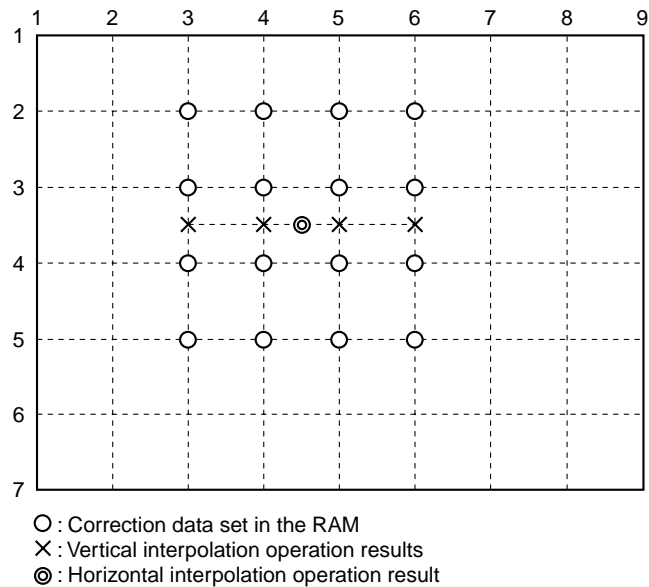 1 2 3 4 5 6 7 8 9
1
2
3
4
5
6
7
: Correction data set in the RAM
: Vertical interpolation operation results
: Horizontal interpolation operation result